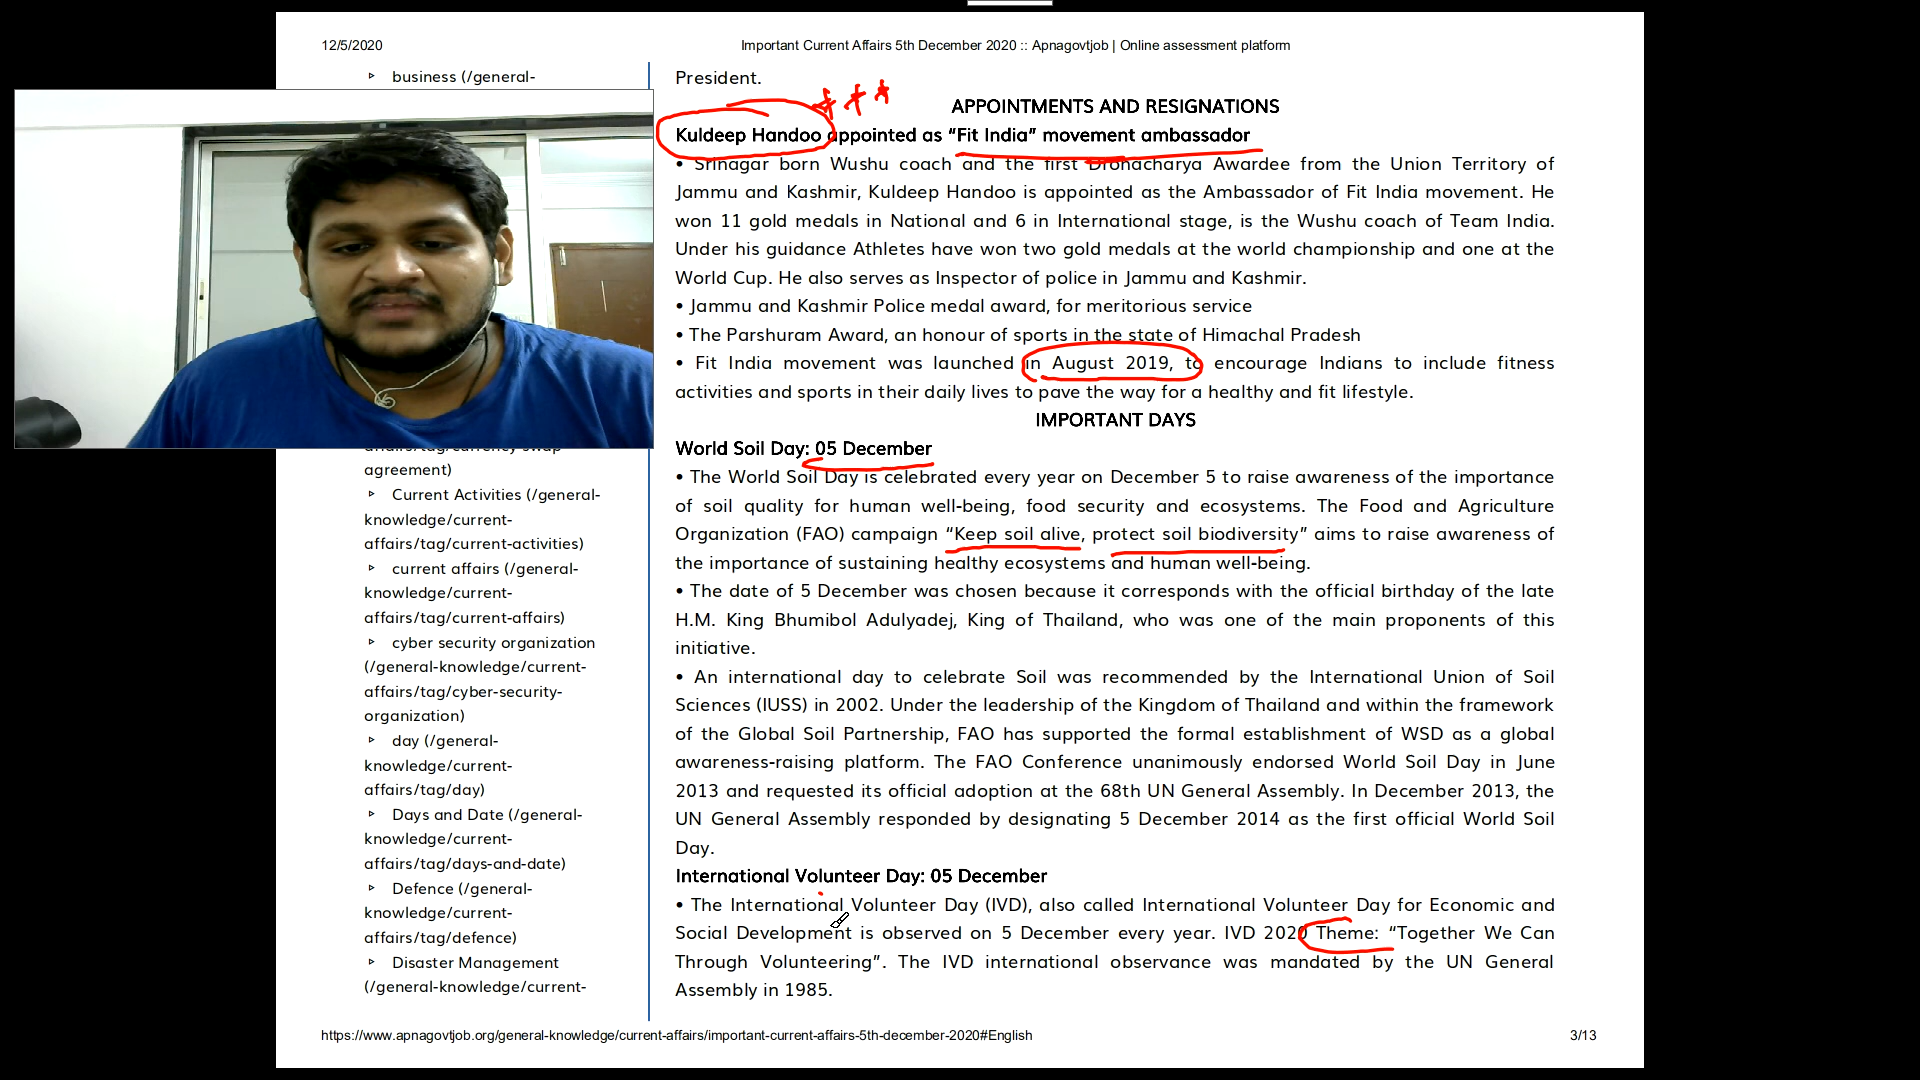 12/5/2020
Important Current Affairs 5th December 2020 :: Apnagovtjob | Online assessment platform
▹ business (/general-
affairs/tag/currency-swap-
agreement)
▹ Current Activities (/general-
knowledge/current-
affairs/tag/current-activities)
▹ current affairs (/general-
knowledge/current-
affairs/tag/current-affairs)
▹ cyber security organization
(/general-knowledge/current-
affairs/tag/cyber-security-
organization)
▹ day (/general-
knowledge/current-
affairs/tag/day)
▹ Days and Date (/general-
knowledge/current-
affairs/tag/days-and-date)
▹ Defence (/general-
knowledge/current-
affairs/tag/defence)
▹ Disaster Management
(/general-knowledge/current-
President.
APPOINTMENTS AND RESIGNATIONS
Kuldeep Handoo appointed as “Fit India” movement ambassador
• Srinagar born Wushu coach and the first Dronacharya Awardee from the Union Territory of
Jammu and Kashmir, Kuldeep Handoo is appointed as the Ambassador of Fit India movement. He
won 11 gold medals in National and 6 in International stage, is the Wushu coach of Team India.
Under his guidance Athletes have won two gold medals at the world championship and one at the
World Cup. He also serves as Inspector of police in Jammu and Kashmir.
• Jammu and Kashmir Police medal award, for meritorious service
• The Parshuram Award, an honour of sports in the state of Himachal Pradesh
• Fit India movement was launched in August 2019, to encourage Indians to include fitness
activities and sports in their daily lives to pave the way for a healthy and fit lifestyle.
IMPORTANT DAYS
World Soil Day: 05 December
• The World Soil Day is celebrated every year on December 5 to raise awareness of the importance
of soil quality for human well-being, food security and ecosystems. The Food and Agriculture
Organization (FAO) campaign “Keep soil alive, protect soil biodiversity” aims to raise awareness of
the importance of sustaining healthy ecosystems and human well-being.
• The date of 5 December was chosen because it corresponds with the official birthday of the late
H.M. King Bhumibol Adulyadej, King of Thailand, who was one of the main proponents of this
initiative.
• An international day to celebrate Soil was recommended by the International Union of Soil
Sciences (IUSS) in 2002. Under the leadership of the Kingdom of Thailand and within the framework
of the Global Soil Partnership, FAO has supported the formal establishment of WSD as a global
awareness-raising platform. The FAO Conference unanimously endorsed World Soil Day in June
2013 and requested its official adoption at the 68th UN General Assembly. In December 2013, the
UN General Assembly responded by designating 5 December 2014 as the first official World Soil
Day.
International Volunteer Day: 05 December
• The International Volunteer Day (IVD), also called International Volunteer Day for Economic and
Social Development is observed on 5 December every year. IVD 2020 Theme: “Together We Can
Through Volunteering”. The IVD international observance was mandated by the UN General
Assembly in 1985.
https://www.apnagovtjob.org/general-knowledge/current-affairs/important-current-affairs-5th-december-2020#English
3/13